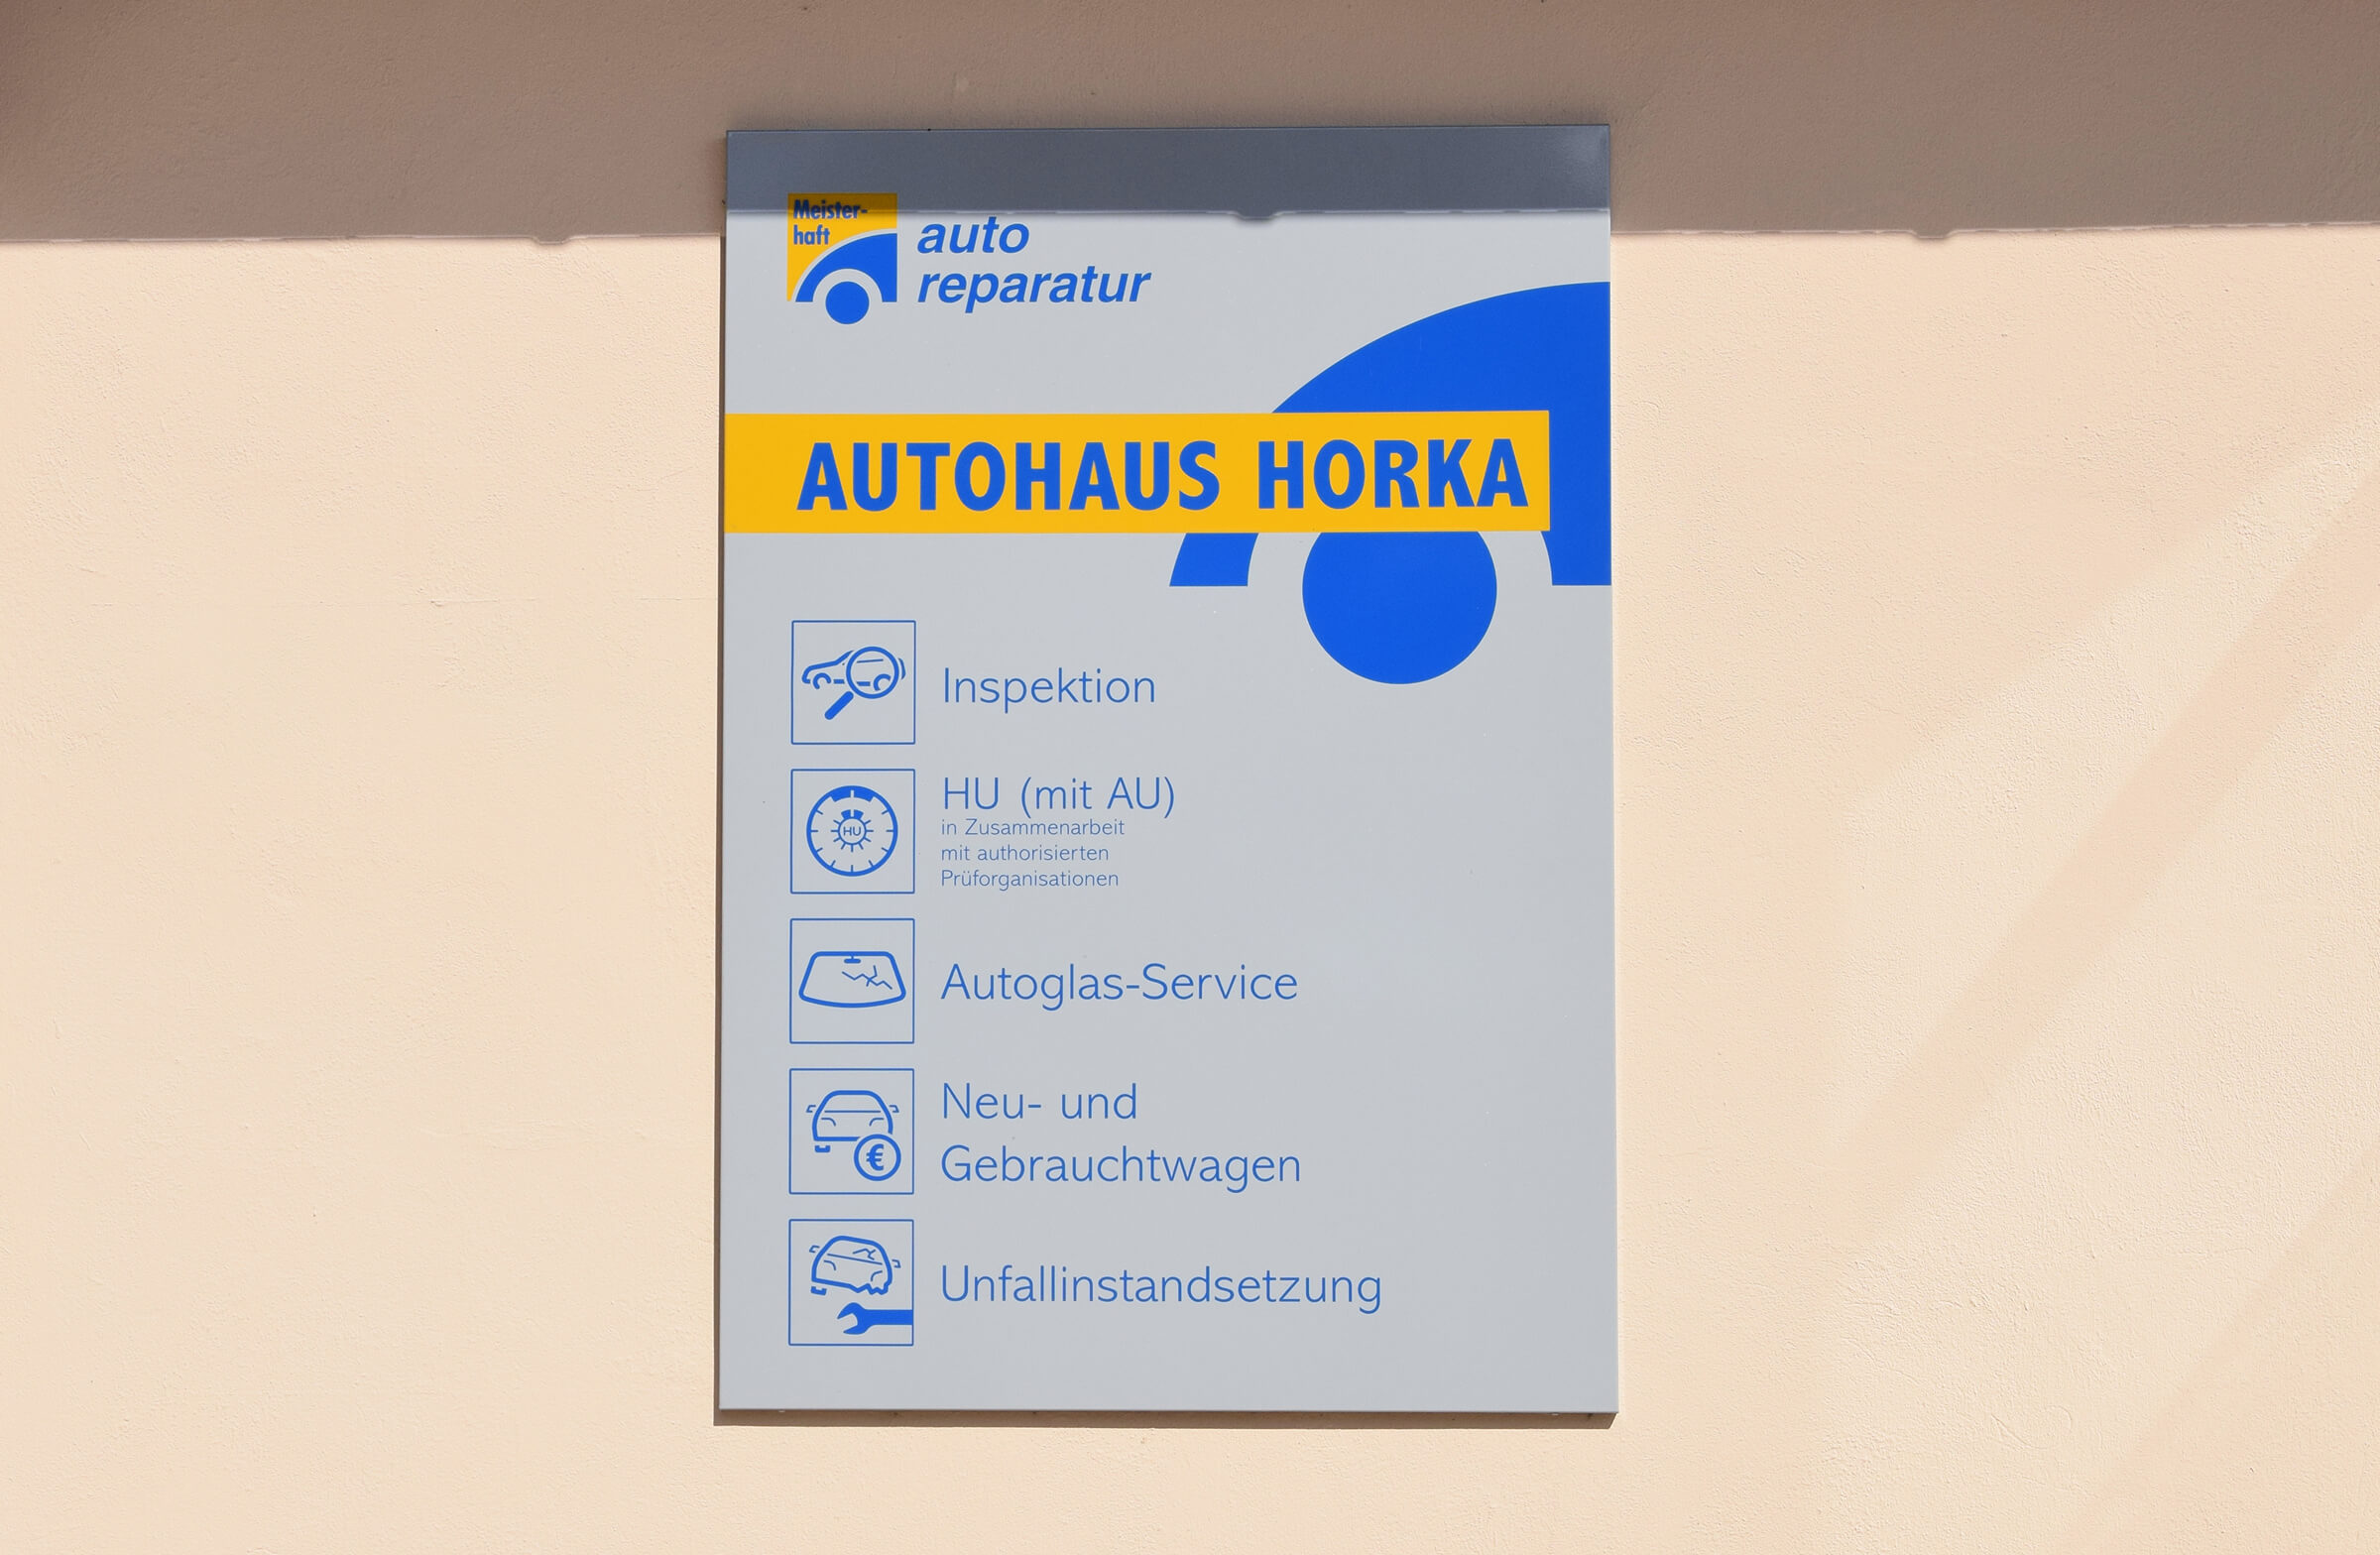 Meister-
haft
auto
reparatur
AUTOHAUS HORKA
Inspektion
HU (mit AU)
in Zusammenarbeit
mit authorisierten
Prüforganisationen
HU
Autoglas-Service
Neu- und
Gebrauchtwagen
€
Unfallinstandsetzung